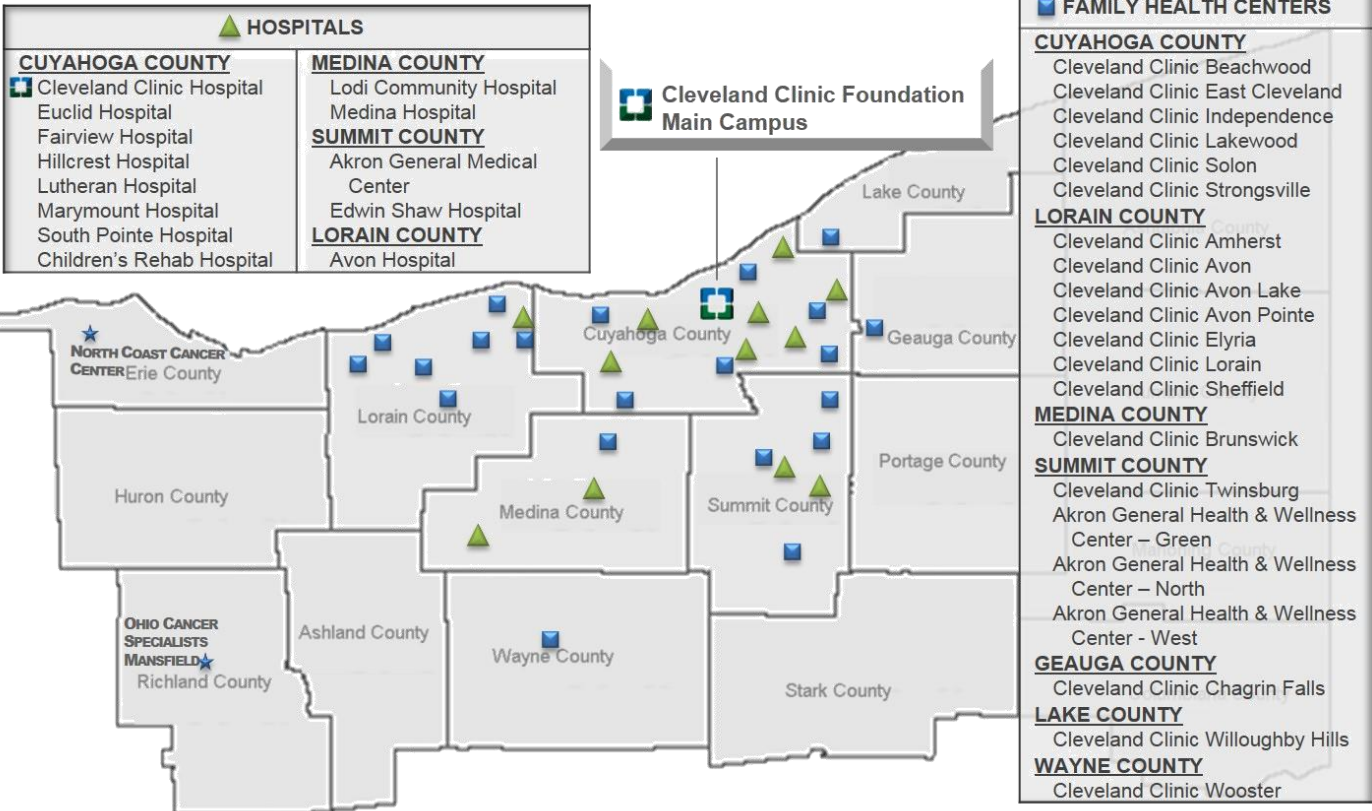 HOSPITALS
CUYAHOGA COUNTY
Cleveland Clinic Hospital
Euclid Hospital
Fairview Hospital
Hillcrest Hospital
Lutheran Hospital
Marymount Hospital
South Pointe Hospital
Children's Rehab Hospital
MEDINA COUNTY
Lodi Community Hospital
Medina Hospital
SUMMIT COUNTY
Akron General Medical
Center
Edwin Shaw Hospital
LORAIN COUNTY
Avon Hospital
Cleveland Clinic Foundation
Main Campus
FAMILY HEALTH CENTERS
CUYAHOGA COUNTY
Cleveland Clinic Beachwood
Cleveland Clinic East Cleveland
Cleveland Clinic Independence
Cleveland Clinic Lakewood
Cleveland Clinic Solon
Cleveland Clinic Strongsville
LORAIN COUNTY
Cleveland Clinic Amherst
Cleveland Clinic Avon
Cleveland Clinic Avon Lake
Cleveland Clinic Avon Pointe
Cleveland Clinic Elyria
Cleveland Clinic Lorain
Cleveland Clinic Sheffield
MEDINA COUNTY
Cleveland Clinic Brunswick
SUMMIT COUNTY
Cleveland Clinic Twinsburg
Akron General Health & Wellness
Center – Green
Akron General Health & Wellness
Center – North
Akron General Health & Wellness
Center - West
GEAUGA COUNTY
Cleveland Clinic Chagrin Falls
LAKE COUNTY
Cleveland Clinic Willoughby Hills
WAYNE COUNTY
Cleveland Clinic Wooster
Lake County
Cuyahoga County
Geauga County
NORTH COAST CANCER
CENTER
Erie County
Lorain County
Portage County
Huron County
Medina County
Summit County
Mahoning County
OHIO CANCER
SPECIALISTS
MANSFIELD
Richland County
Ashland County
Wayne County
Stark County